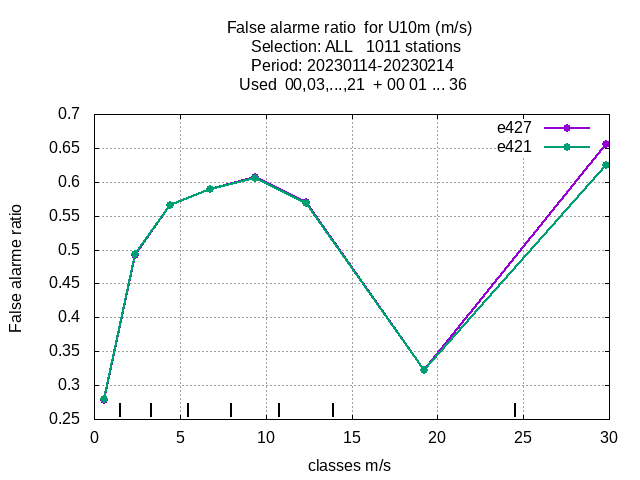 False alarme ratio  for U10m (m/s)
Selection: ALL   1011 stations
Period: 20230114-20230214
Used  00,03,...,21  + 00 01 ... 36
e427
e421
False alarme ratio
0.7
0.65
0.6
0.55
0.5
0.45
0.4
0.35
0.3
0.25
0 5 10 15 20 25 30
classes m/s